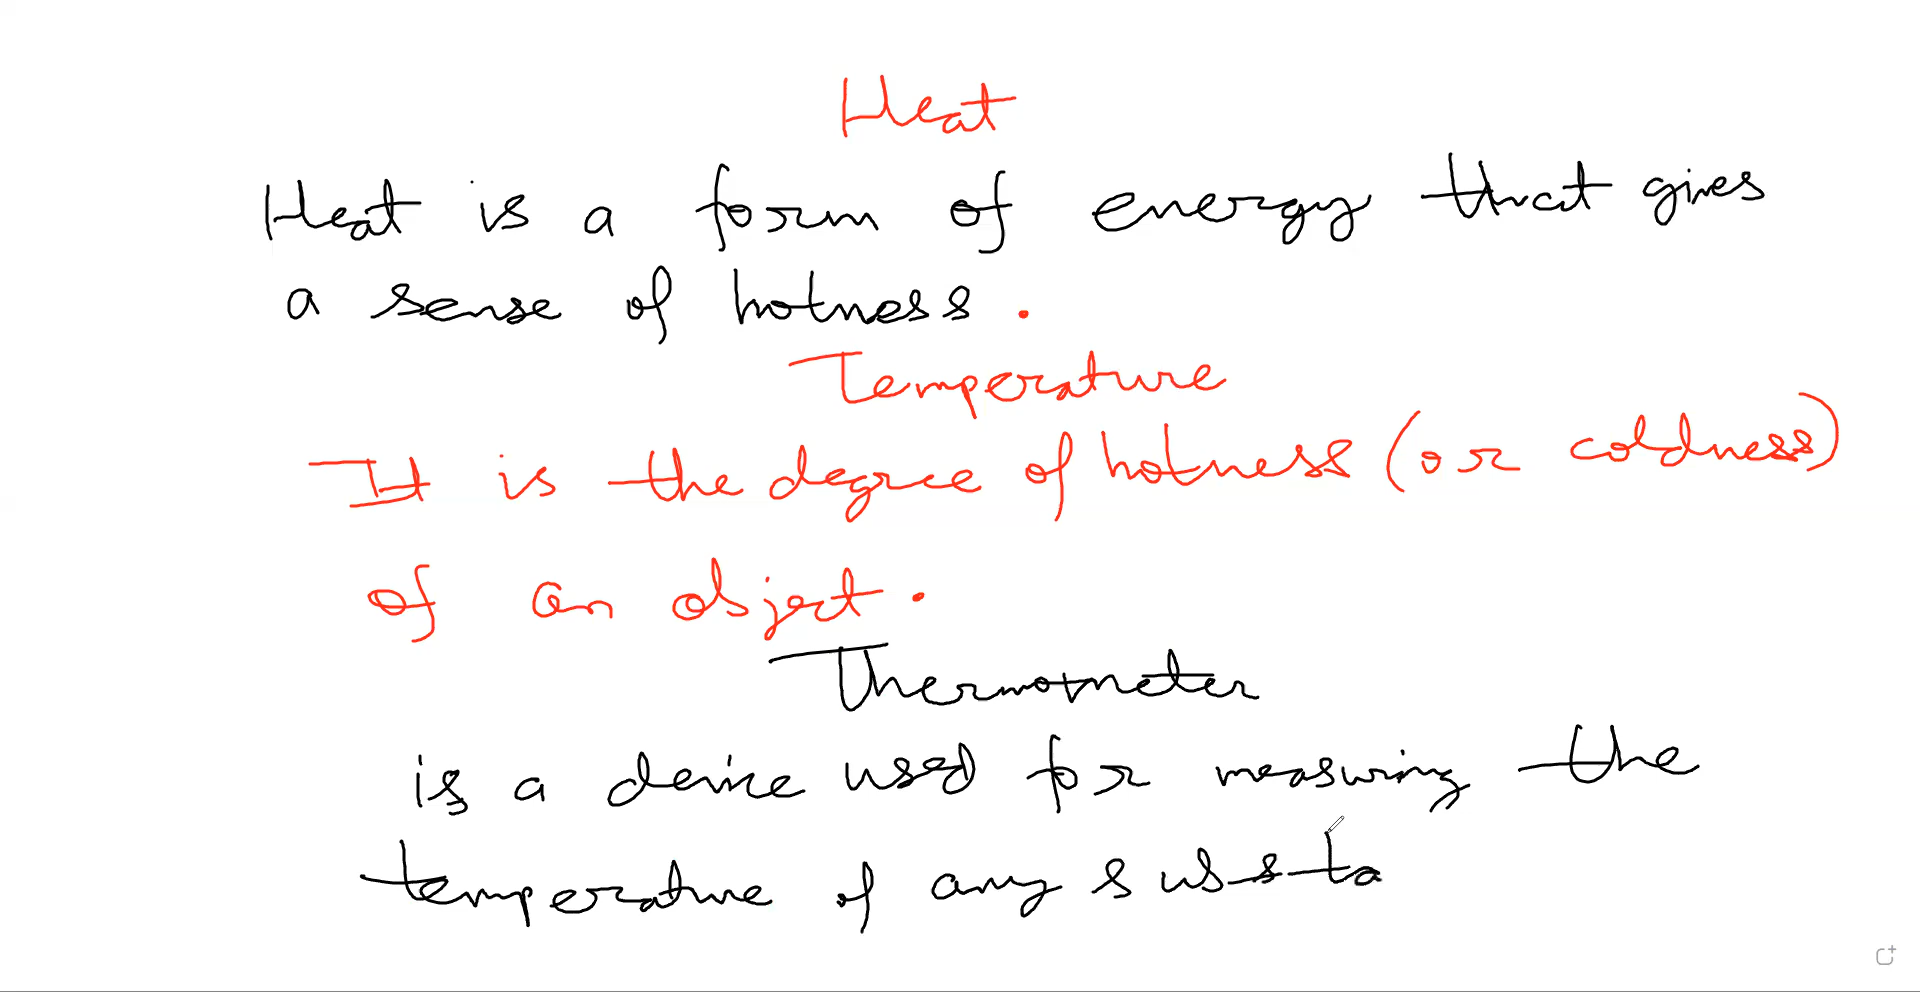 Heat
Heat is a form of energy that gives
a sense of hotness.
Temperature
It is the degree of hotness (or coldness)
of an object.
Thermometer
is a device used for measuring the
temperature of any substa